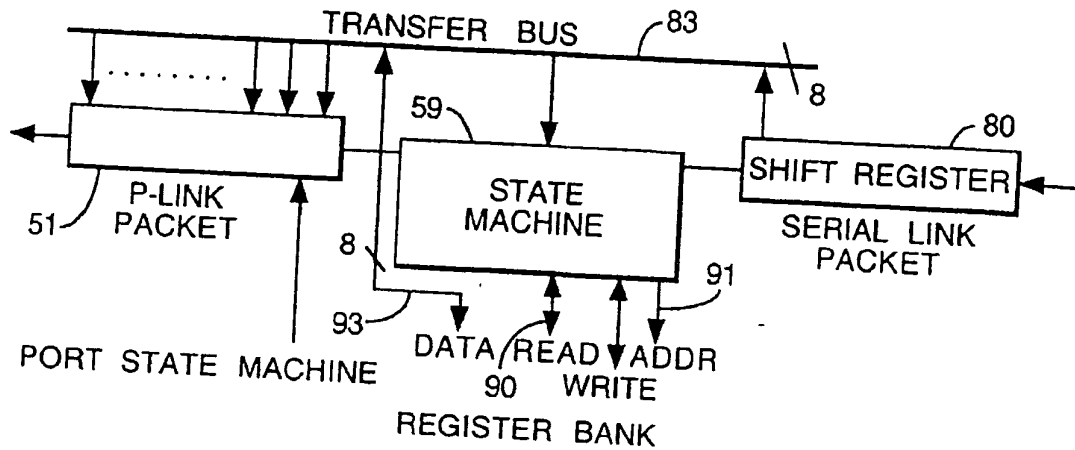 TRANSFER BUS
83
8
59
80
STATE
MACHINE
SHIFT REGISTER
51
P-LINK
PACKET
SERIAL LINK
PACKET
8
93
91
PORT STATE MACHINE
DATA READ ADDR
90 WRITE
REGISTER BANK